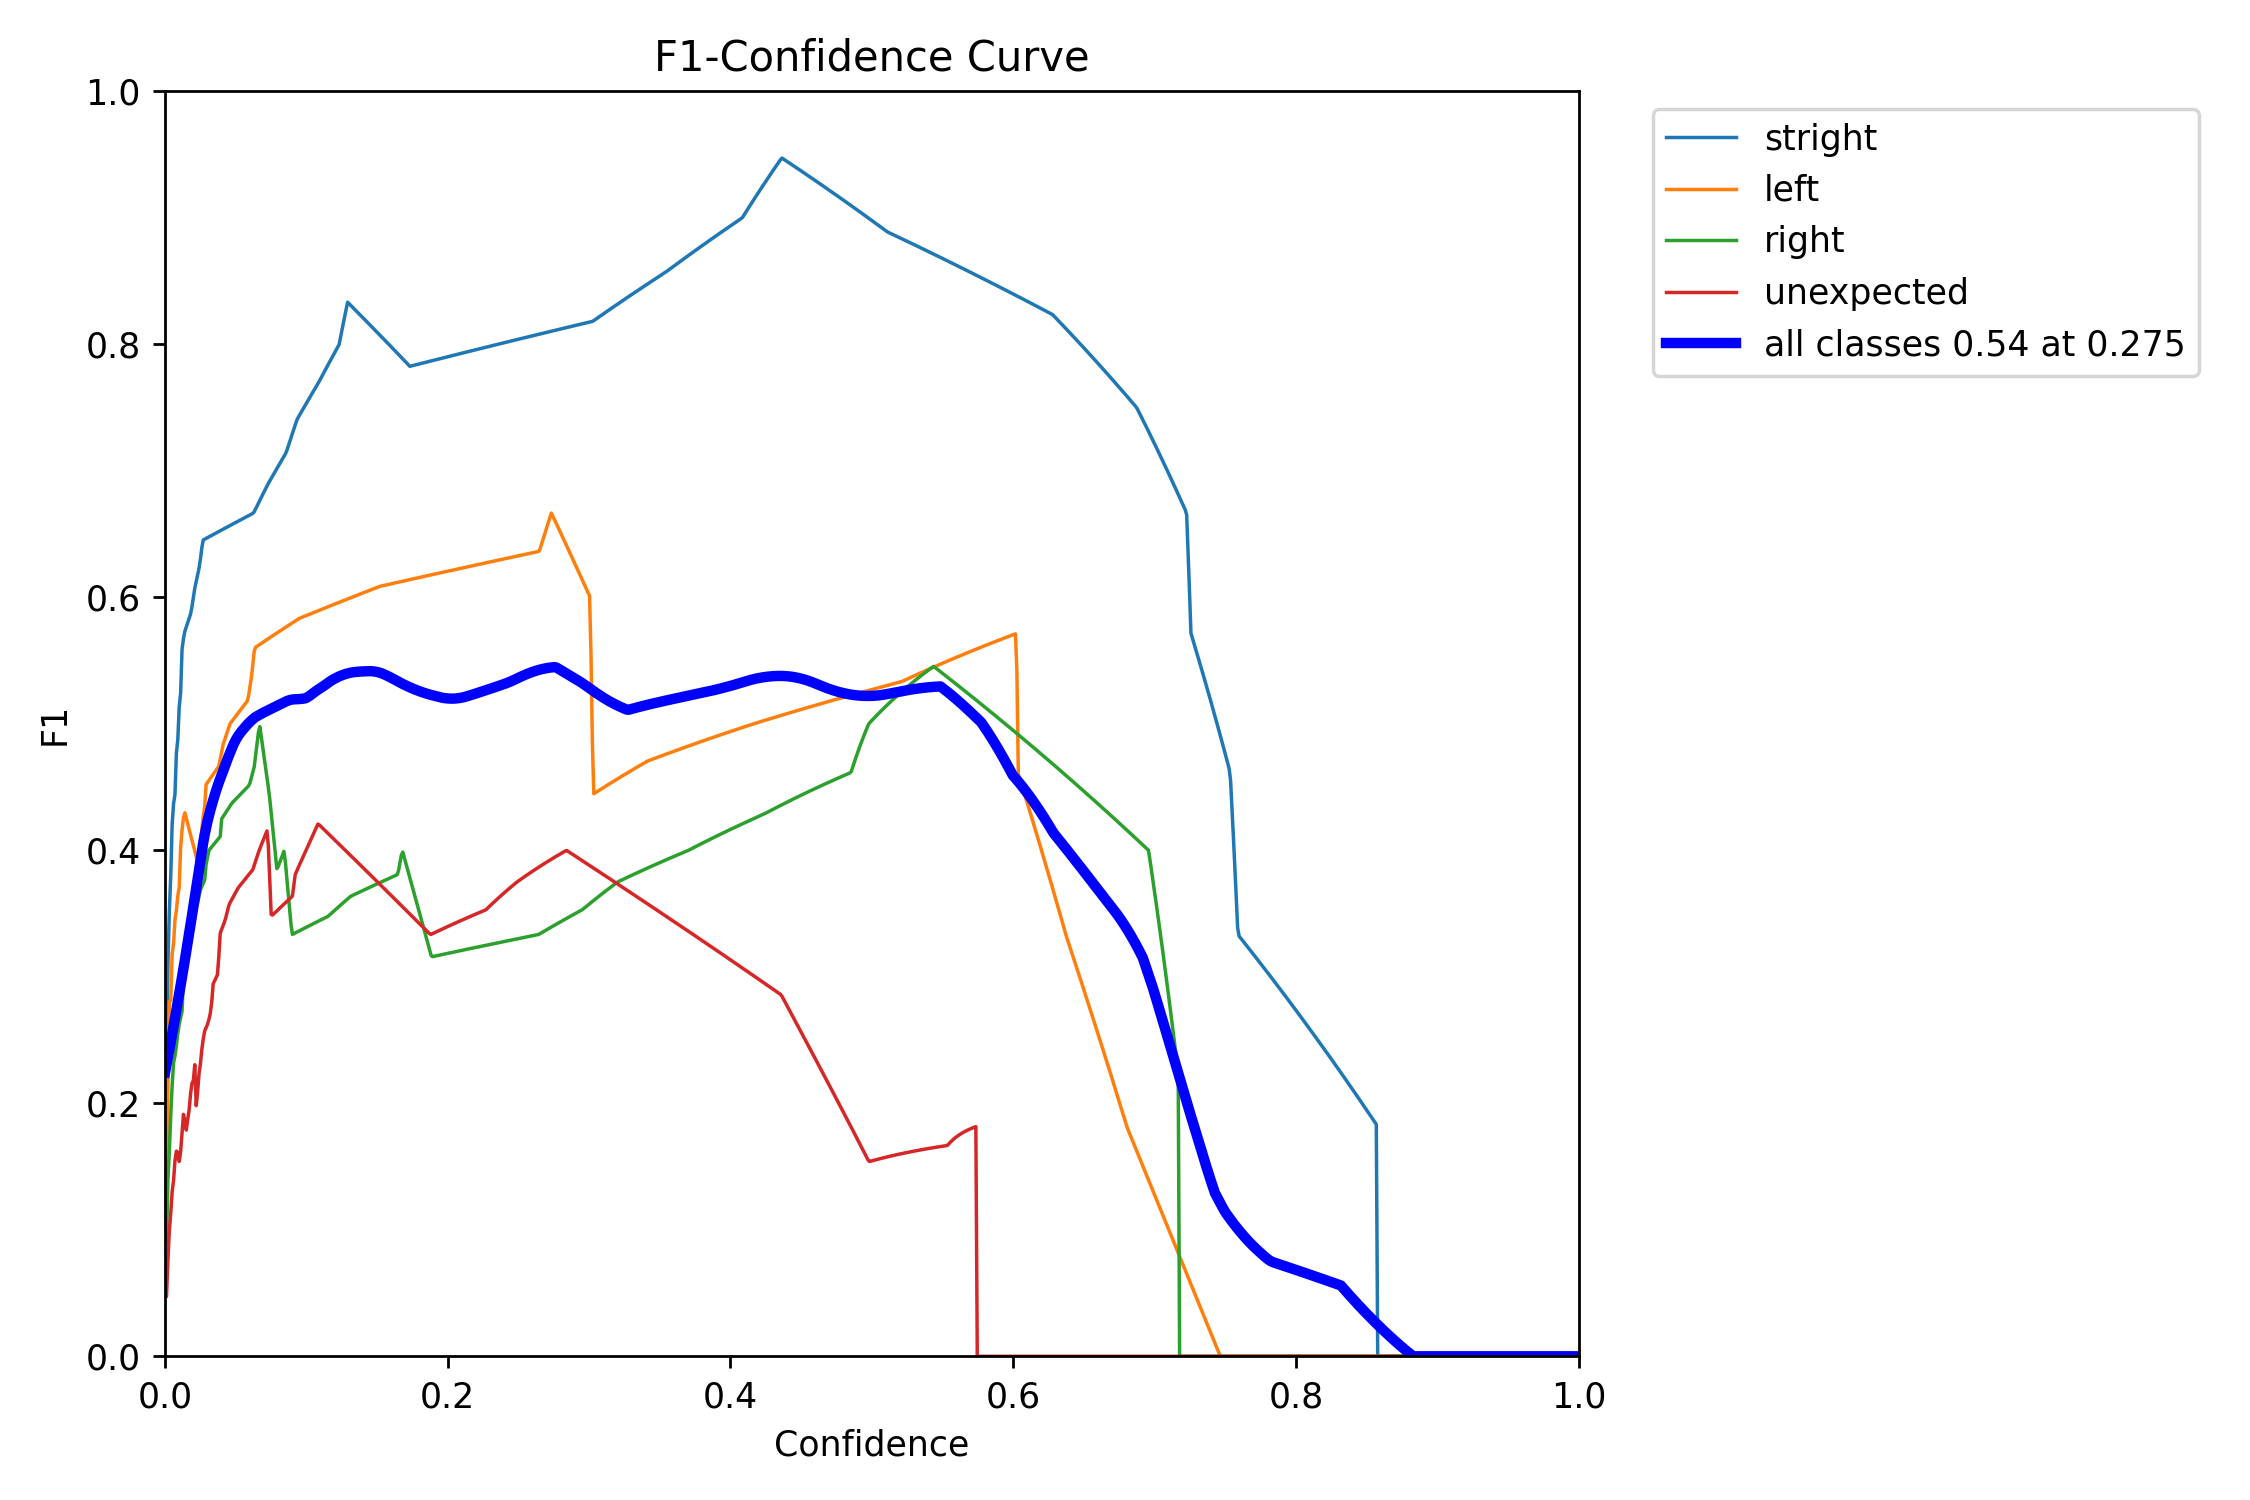 F1-Confidence Curve
1.0
0.8
0.6
0.4
0.2
0.0
F1
0.0 0.2 0.4 0.6 0.8 1.0
Confidence
stright
left
right
unexpected
all classes 0.54 at 0.275